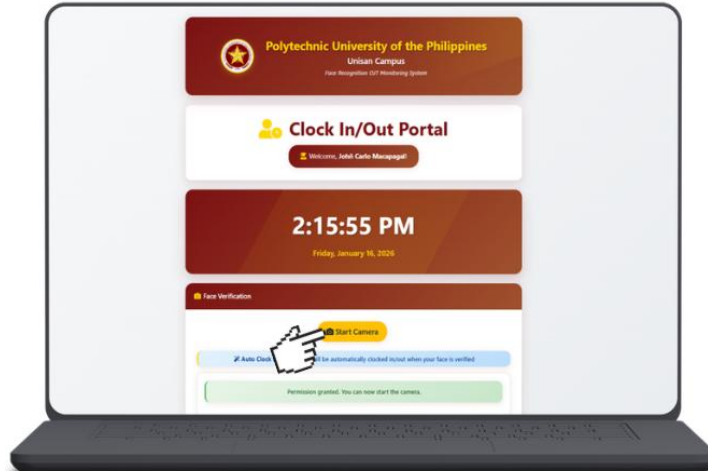 Polytechnic University of the Philippines
Unisan Campus
Face Recognition OJT Monitoring System
Clock In/Out Portal
Welcome, John Carlo Macapagal!
2:15:55 PM
Friday, January 16, 2026
Face Verification
Start Camera
Auto Clock be automatically clocked in/out when your face is verified
Permission granted. You can now start the camera.